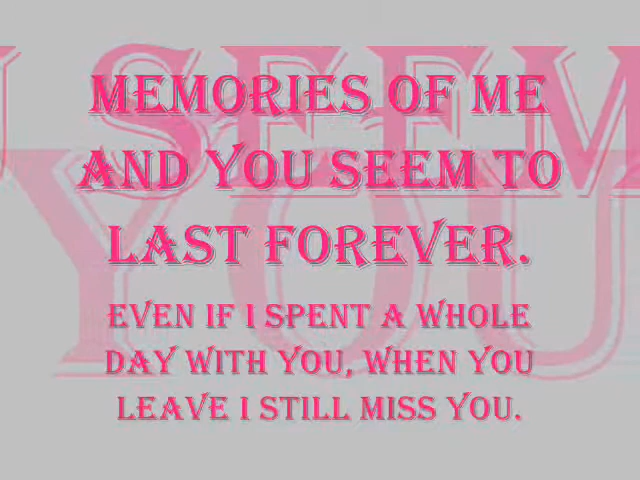 MEMORIES OF ME
AND YOU SEEM TO
LAST FOREVER.
EVEN IF I SPENT A WHOLE
DAY WITH YOU, WHEN YOU
LEAVE I STILL MISS YOU.